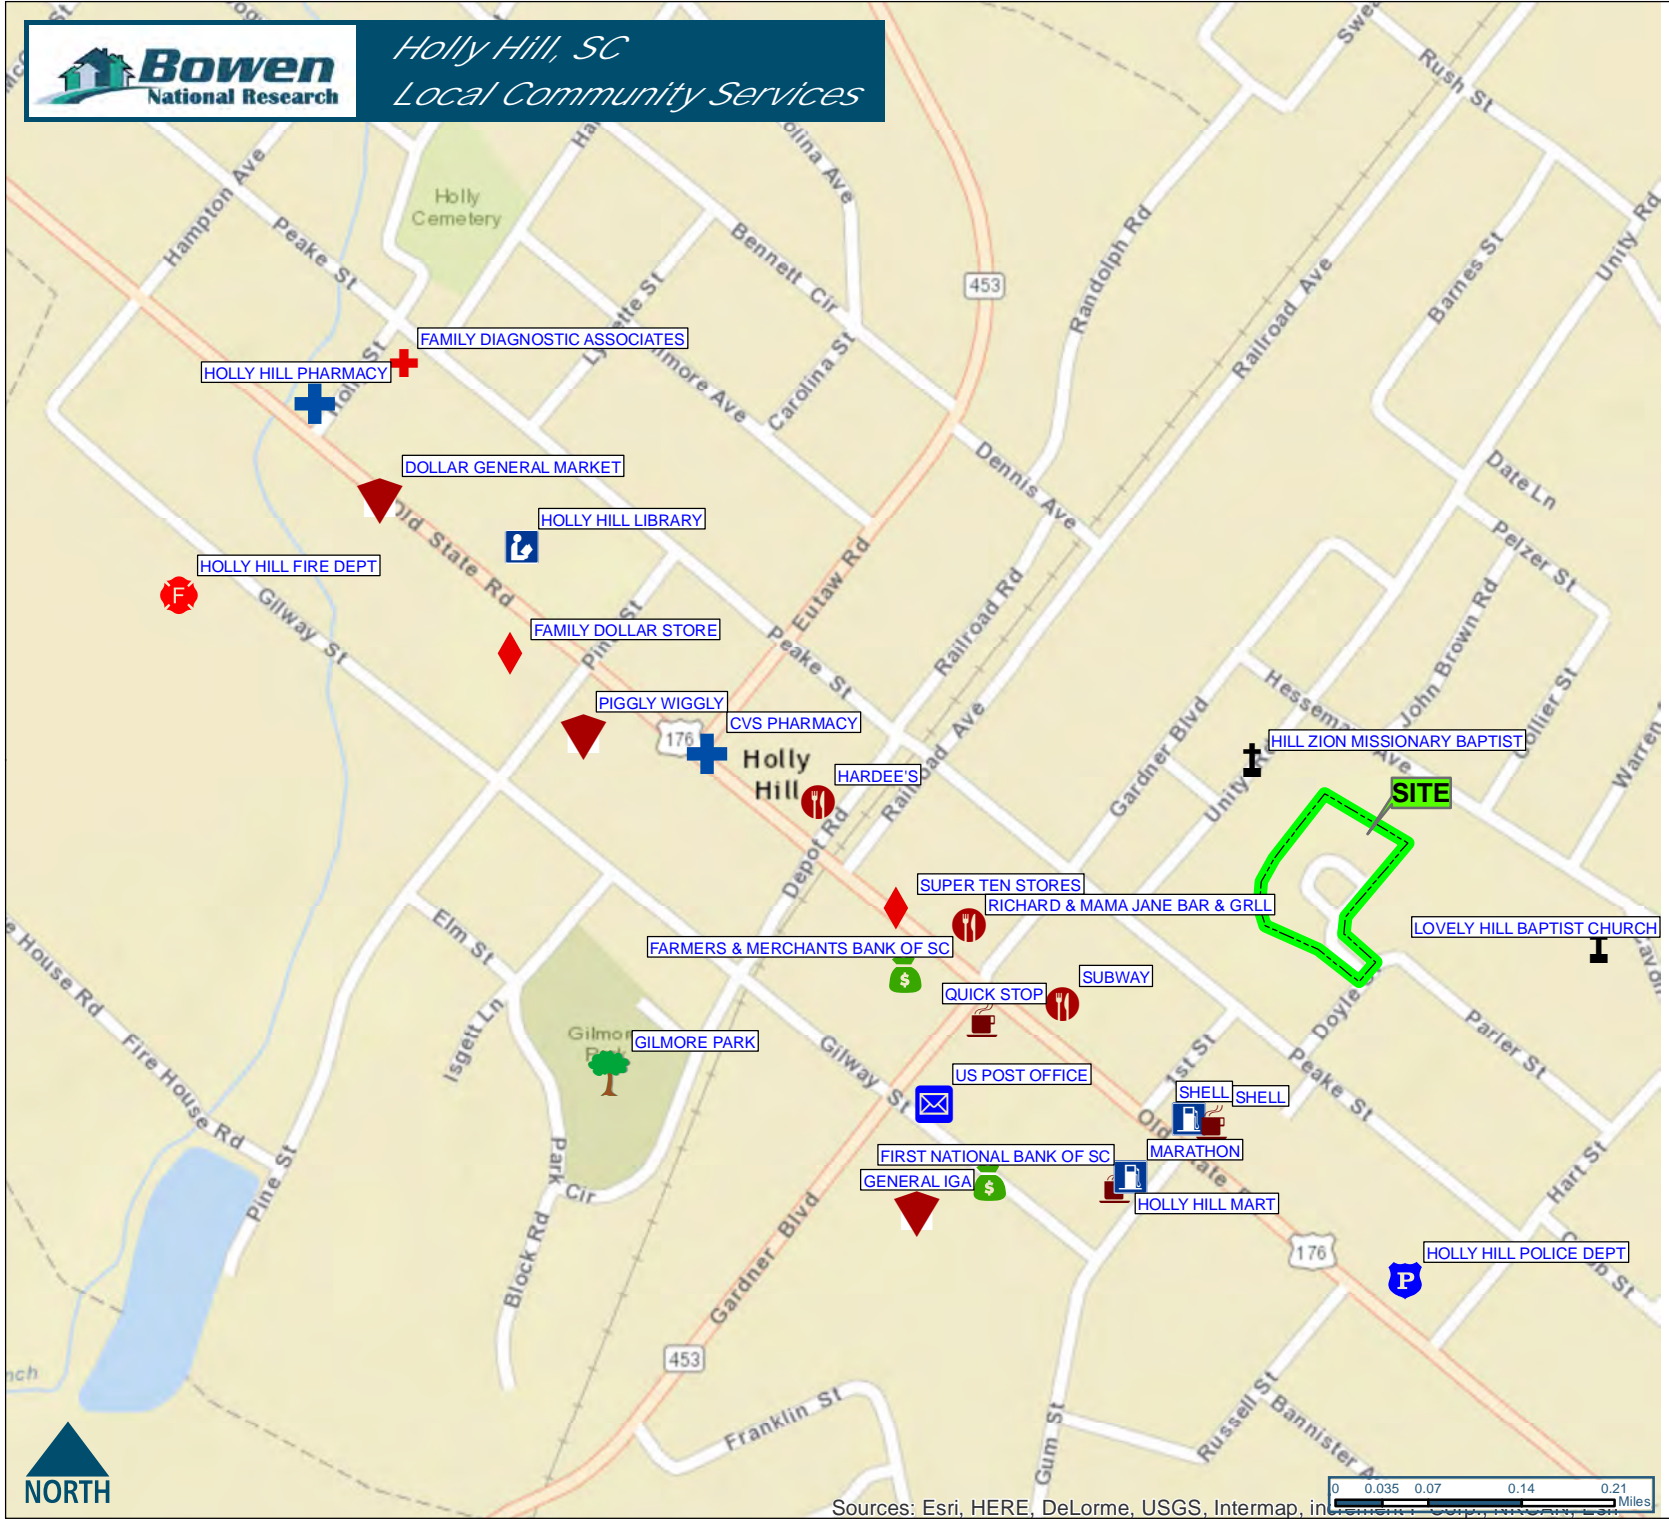 Bowen
National Research
Holly Hill, SC
Local Community Services
Rush St
Hampton Ave
Holly
Cemetery
Peake St
Bennett Cir
453
Randolph Rd
Railroad Ave
Barnes St
Unity Rd
FAMILY DIAGNOSTIC ASSOCIATES
HOLLY HILL PHARMACY
Carolina St
DOLLAR GENERAL MARKET
Dennis Ave
Date Ln
HOLLY HILL LIBRARY
Old State Rd
Pelzer St
HOLLY HILL FIRE DEPT
F
Gilway St
Eutaw Rd
Railroad Rd
John Brown Rd
FAMILY DOLLAR STORE
Pine St
Peake St
PIGGLY WIGGLY
CVS PHARMACY
176
Holly
Hill
HARDEE'S
Railroad Ave
Depot Rd
Gardner Blvd
HILL ZION MISSIONARY BAPTIST
Collier St
SITE
SUPER TEN STORES
RICHARD & MAMA JANE BAR & GRLL
FARMERS & MERCHANTS BANK OF SC
$
LOVELY HILL BAPTIST CHURCH
Elm St
Isgett Ln
QUICK STOP
SUBWAY
GILMORE PARK
Fire House Rd
Gilway St
US POST OFFICE
1st St
Peake St
Parler St
SHELL
SHELL
MARATHON
FIRST NATIONAL BANK OF SC
$
GENERAL IGA
HOLLY HILL MART
Hart St
Pine St
Park Cir
Block Rd
Gardner Blvd
176
HOLLY HILL POLICE DEPT
P
453
Franklin St
Gum St
Russell St
Bannister
NORTH
Sources: Esri, HERE, DeLorme, USGS, Intermap,
0 0.035 0.07 0.14 0.21
Miles